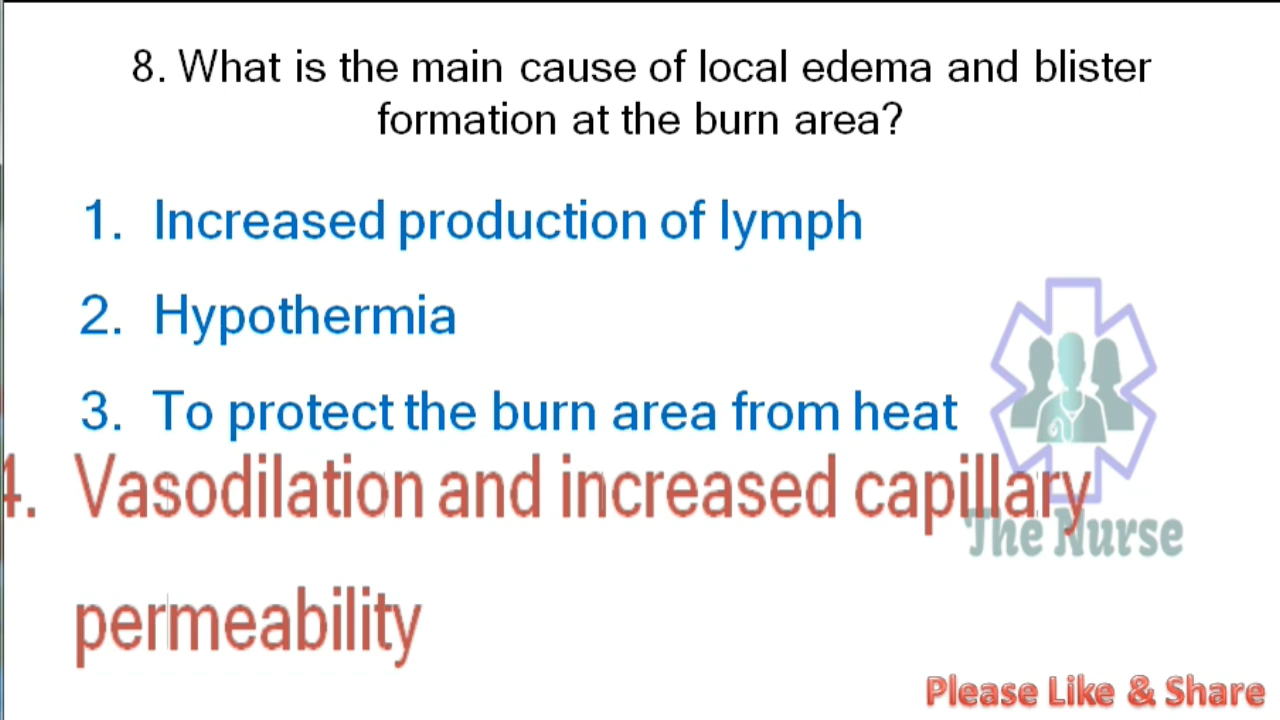 8. What is the main cause of local edema and blister
formation at the burn area?
1. Increased production of lymph
2. Hypothermia
3. To protect the burn area from heat
4. Vasodilation and increased capillary
permeability
The Nurse
Please Like & Share